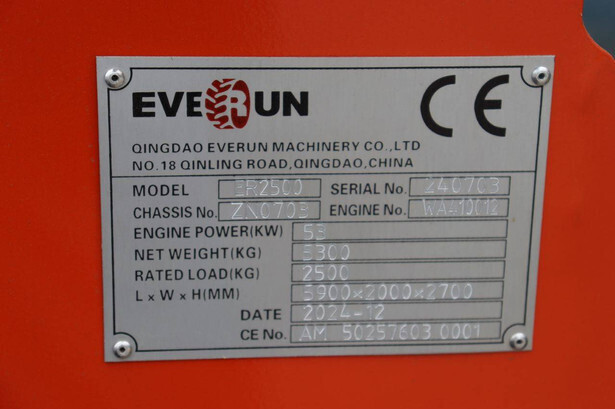 EVERUN CE
QINGDAO EVERUN MACHINERY CO.,LTD
NO.18 QINLING ROAD,QINGDAO,CHINA
MODEL ER2500 SERIAL No. 240703
CHASSIS No. ZX0703 ENGINE No.
ENGINE POWER(KW) 58
NET WEIGHT(KG) 5300
RATED LOAD(KG) 2500
L x W x H(MM) 5900×2000×2700
DATE 2024-12
CE No. AM 50257603 0001